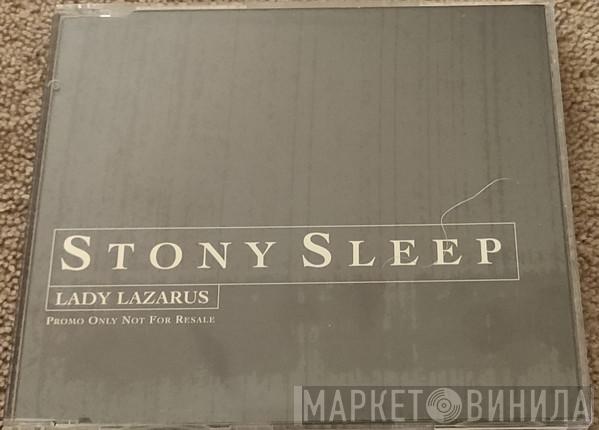 STONY SLEEP
LADY LAZARUS
PROMO ONLY NOT FOR RESALE
МАРКЕТ ВИНИЛА